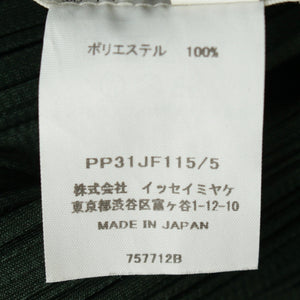 ポリエステル 100%
PP31JF115/5
株式会社 イッセイミヤケ
東京都渋谷区富ヶ谷1-12-10
MADE IN JAPAN
757712B